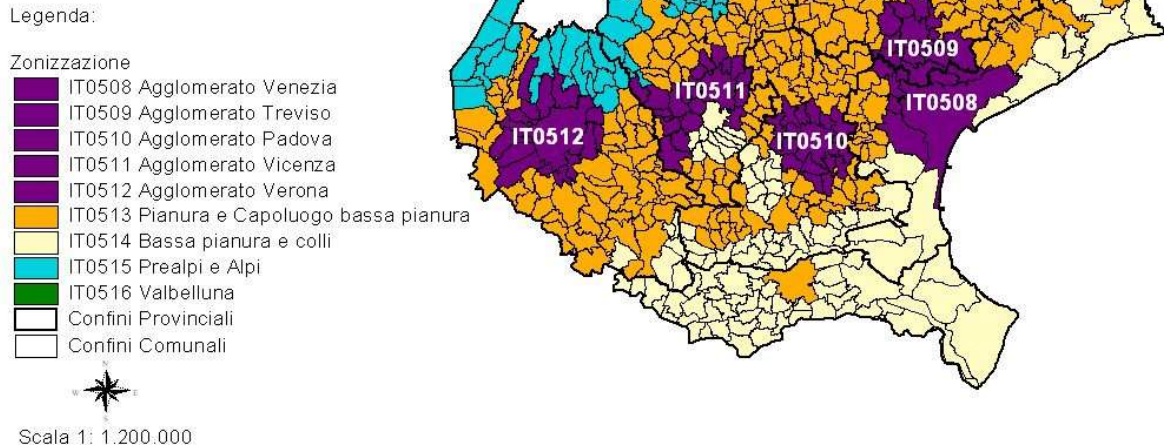 Legenda:
Zonizzazione
IT0508 Agglomerato Venezia
IT0509 Agglomerato Treviso
IT0510 Agglomerato Padova
IT0511 Agglomerato Vicenza
IT0512 Agglomerato Verona
IT0513 Pianura e Capoluogo bassa pianura
IT0514 Bassa pianura e colli
IT0515 Prealpi e Alpi
IT0516 Valbelluna
Confini Provinciali
Confini Comunali
N
W E
S
Scala 1: 1.200.000
IT0509
IT0511
IT0508
IT0512
IT0510